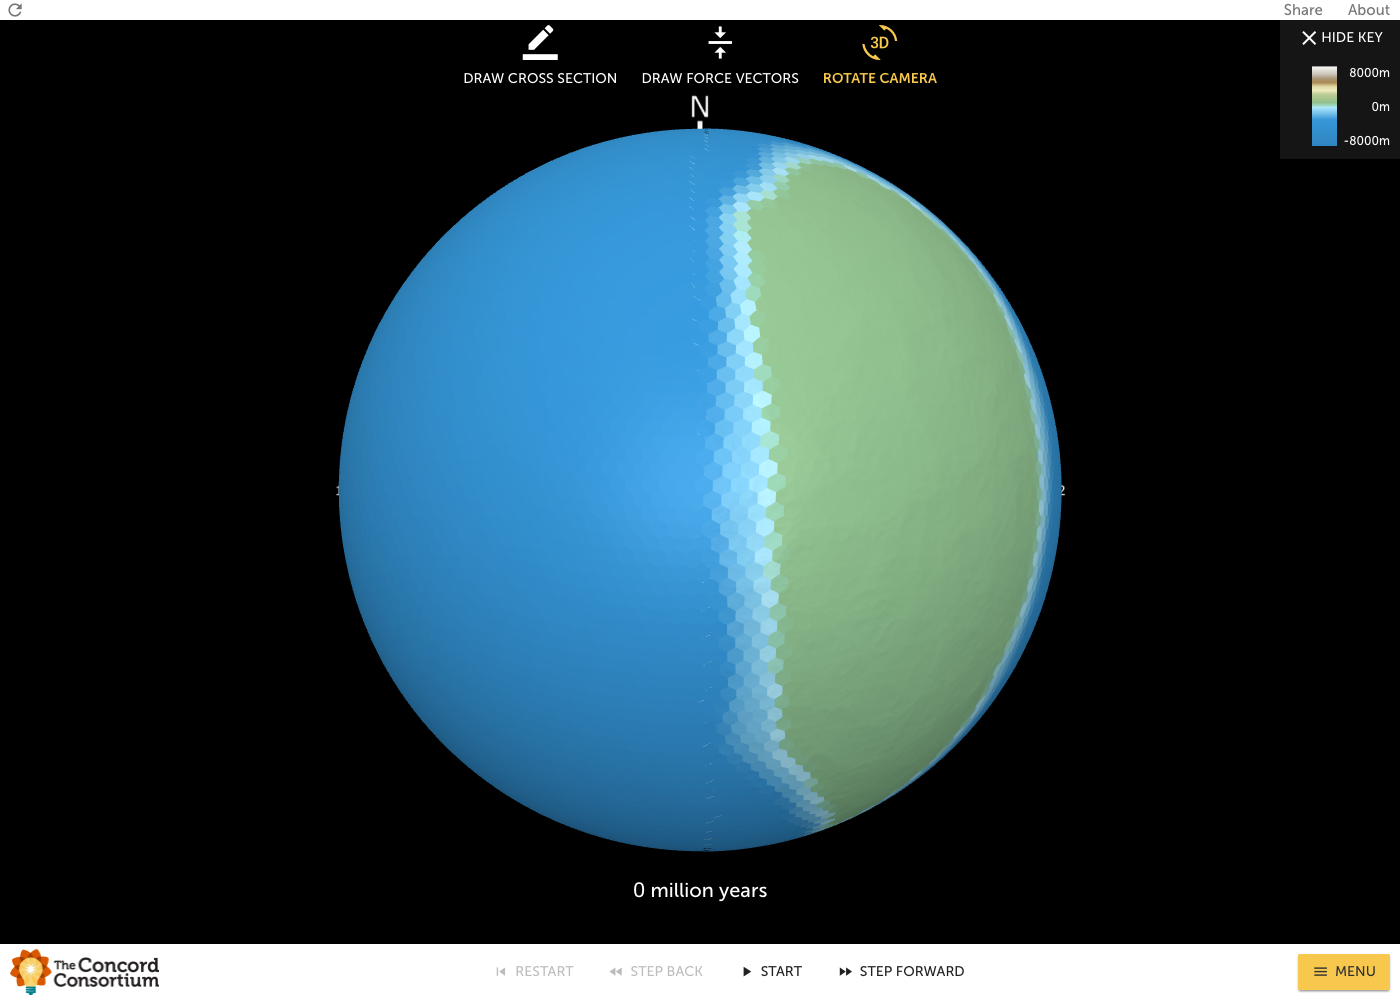 Share
About
DRAW CROSS SECTION
DRAW FORCE VECTORS
3D
ROTATE CAMERA
HIDE KEY
8000m
0m
-8000m
N
1
2
0 million years
The Concord
Consortium
RESTART
STEP BACK
START
STEP FORWARD
MENU